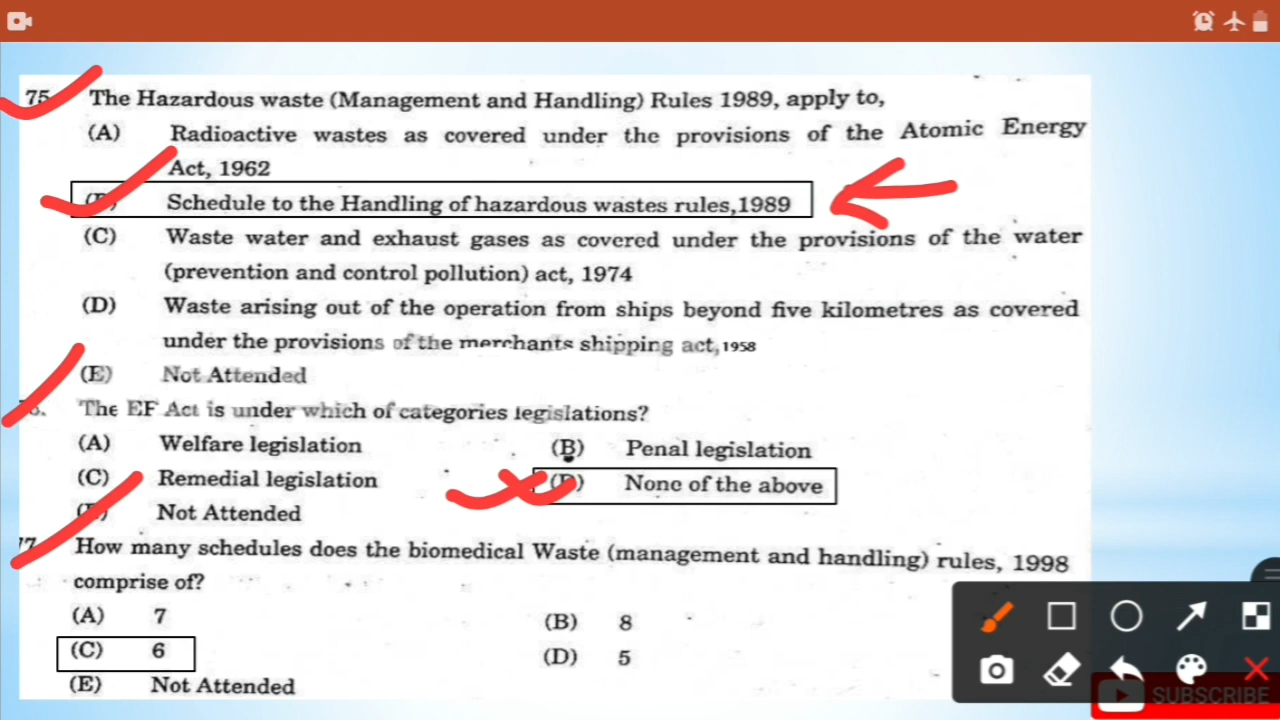 75. The Hazardous waste (Management and Handling) Rules 1989, apply to,
(A) Radioactive wastes as covered under the provisions of the Atomic Energy
Act, 1962
Schedule to the Handling of hazardous wastes rules,1989
(C) Waste water and exhaust gases as covered under the provisions of the water
(prevention and control pollution) act, 1974
(D) Waste arising out of the operation from ships beyond five kilometres as covered
under the provisions of the merchants shipping act,1958
(E) Not Attended
The EF Act is under which of categories legislations?
(A) Welfare legislation
(B) Penal legislation
(C) Remedial legislation
(D) None of the above
Not Attended
How many schedules does the biomedical Waste (management and handling) rules, 1998
comprise of?
(A) 7
(B) 8
(C) 6
(D) 5
(E) Not Attended
SUBSCRIBE